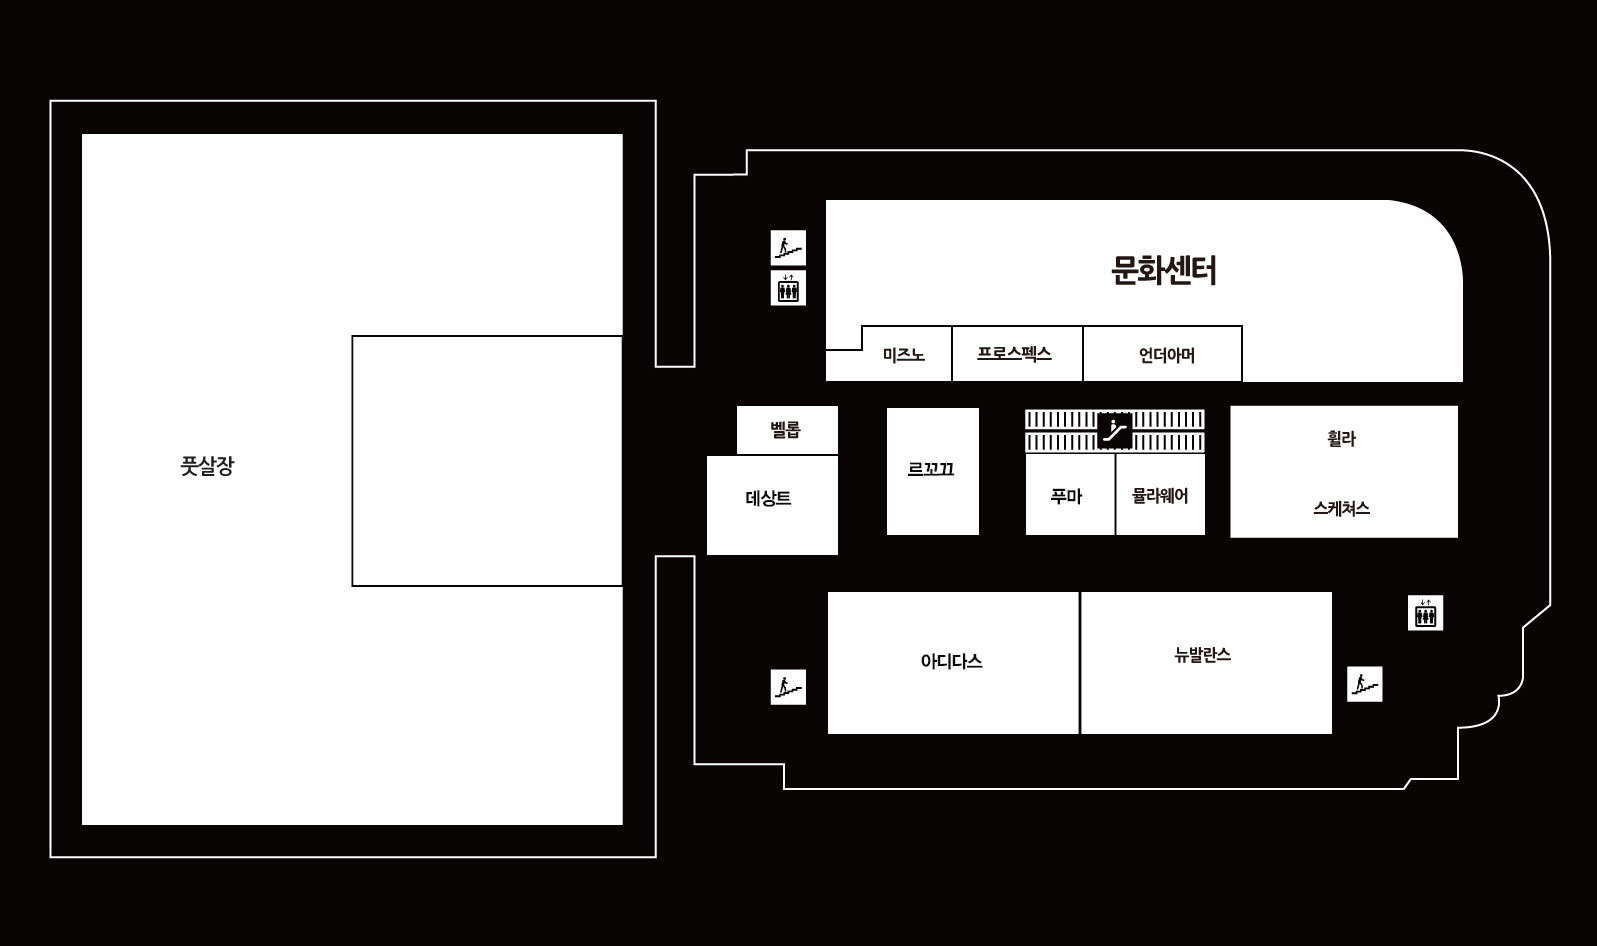 문화센터
미즈노
프로스펙스
언더아머
벨롭
휠라
풋살장
르꼬끄
데상트
푸마
뮬라웨어
스케쳐스
아디다스
뉴발란스